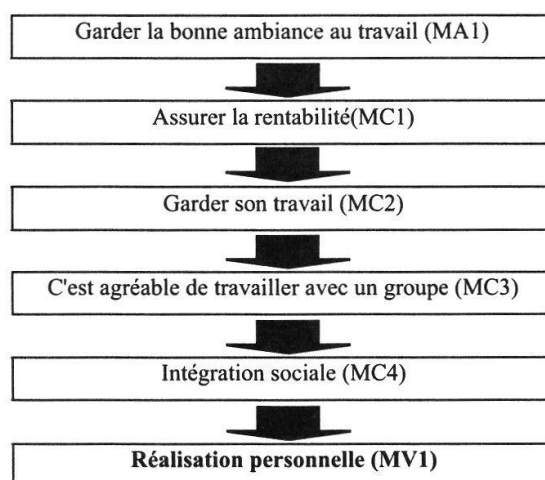 Garder la bonne ambiance au travail (MA1)
Assurer la rentabilité(MC1)
Garder son travail (MC2)
C'est agréable de travailler avec un groupe (MC3)
Intégration sociale (MC4)
Réalisation personnelle (MV1)